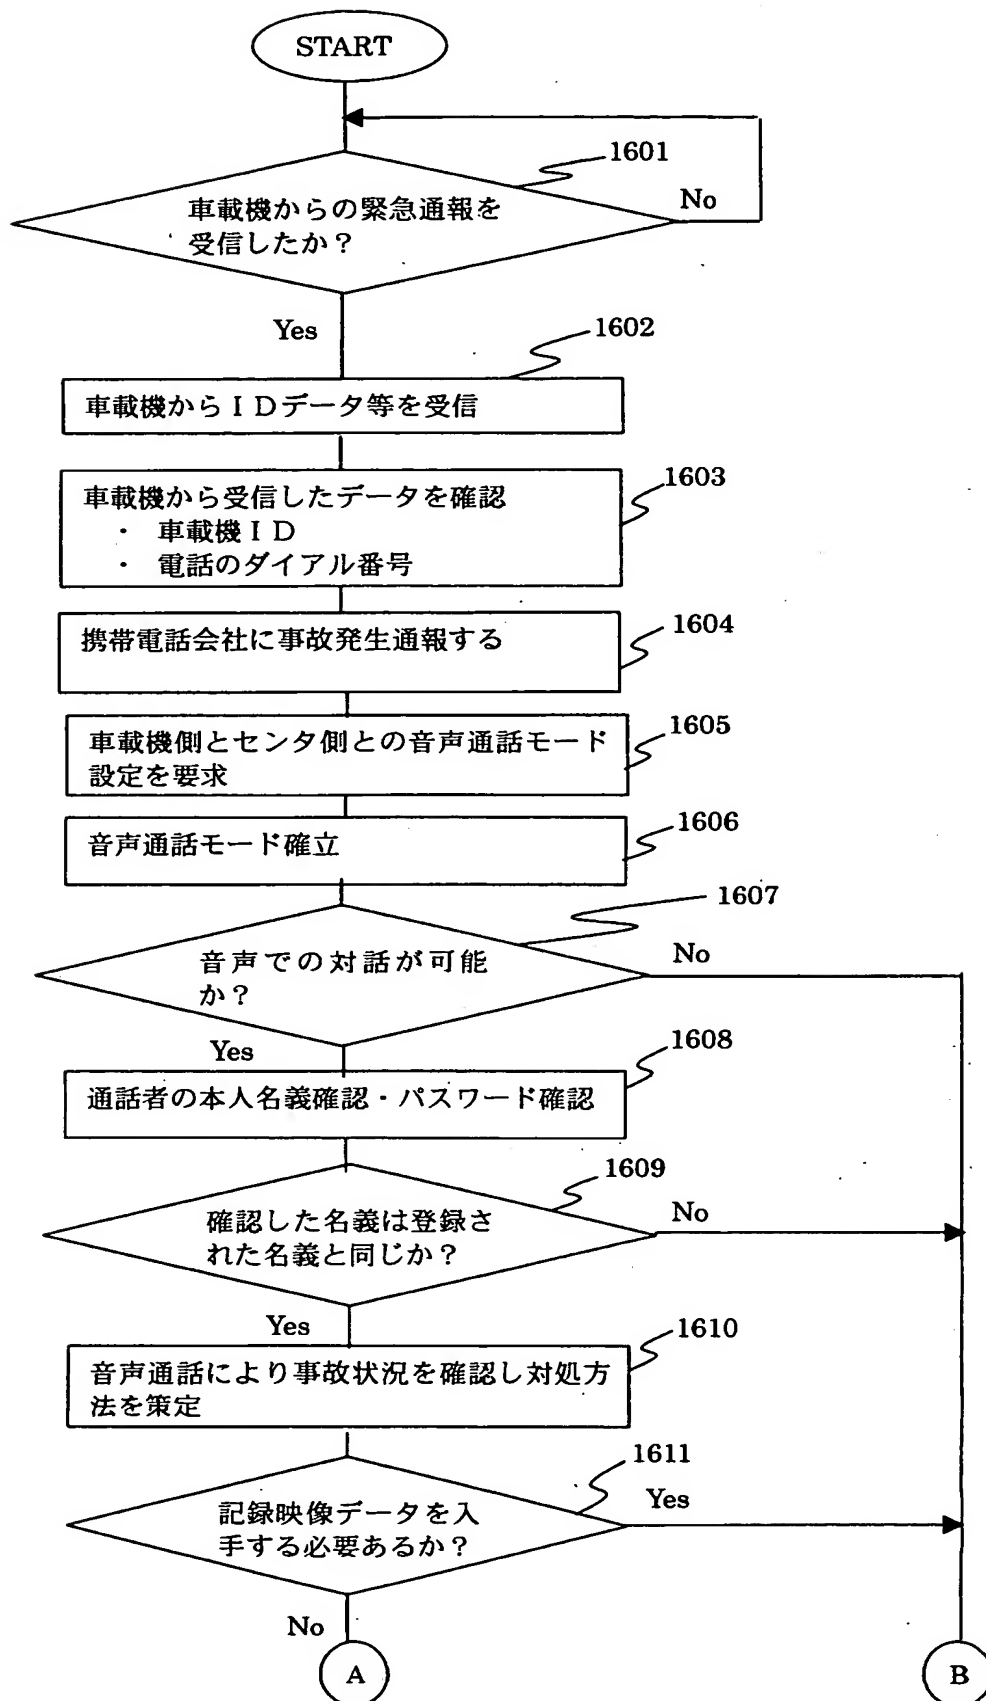 START
1601
車載機からの緊急通報を
受信したか？
No
Yes
1602
車載機からＩＤデータ等を受信
1603
車載機から受信したデータを確認
・ 車載機ＩＤ
・ 電話のダイアル番号
1604
携帯電話会社に事故発生通報する
1605
車載機側とセンタ側との音声通話モード
設定を要求
1606
音声通話モード確立
1607
音声での対話が可能
か？
No
Yes
1608
通話者の本人名義確認・パスワード確認
1609
確認した名義は登録さ
れた名義と同じか？
No
Yes
1610
音声通話により事故状況を確認し対処方
法を策定
1611
記録映像データを入
手する必要あるか？
Yes
No
A
B